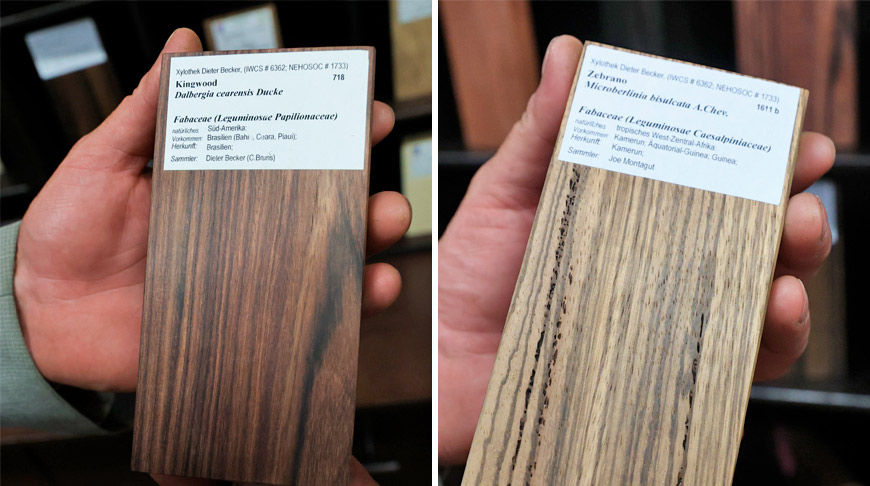 Xylothek Dieter Becker, (IWCS # 6362; NEHOSOC # 1733)
Kingwood 718
Dalbergia cearensis Ducke
Fabaceae (Leguminosae Papilionaceae)
natürliches Süd-Amerika:
Vorkommen Brasilien (Bahi , Ceara, Piaui);
Herkunft: Brasilien;
Sammler: Dieter Becker (C.Bruns)
Xylothek Dieter Becker, (IWCS # 6362; NEHOSOC # 1733)
Zebrano 1611 b
Microberlinia bisulcata A.Chev.
Fabaceae (Leguminosae Caesalpiniaceae)
natürliches tropisches West-Zentral-Afrika:
Vorkommen Kamerun; Äquatorial-Guinea; Guinea;
Herkunft: Kamerun;
Sammler: Joe Montagut